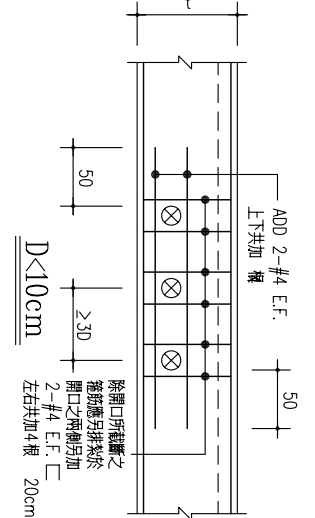 t
ADD 2-#4 E.F.
上下共加 根
50
50
≥3D
除開口所截斷之
箍筋應另排紮於
開口之兩側另加
2-#4 E.F. ㄈ
左右共加4根 20cm
D<10cm